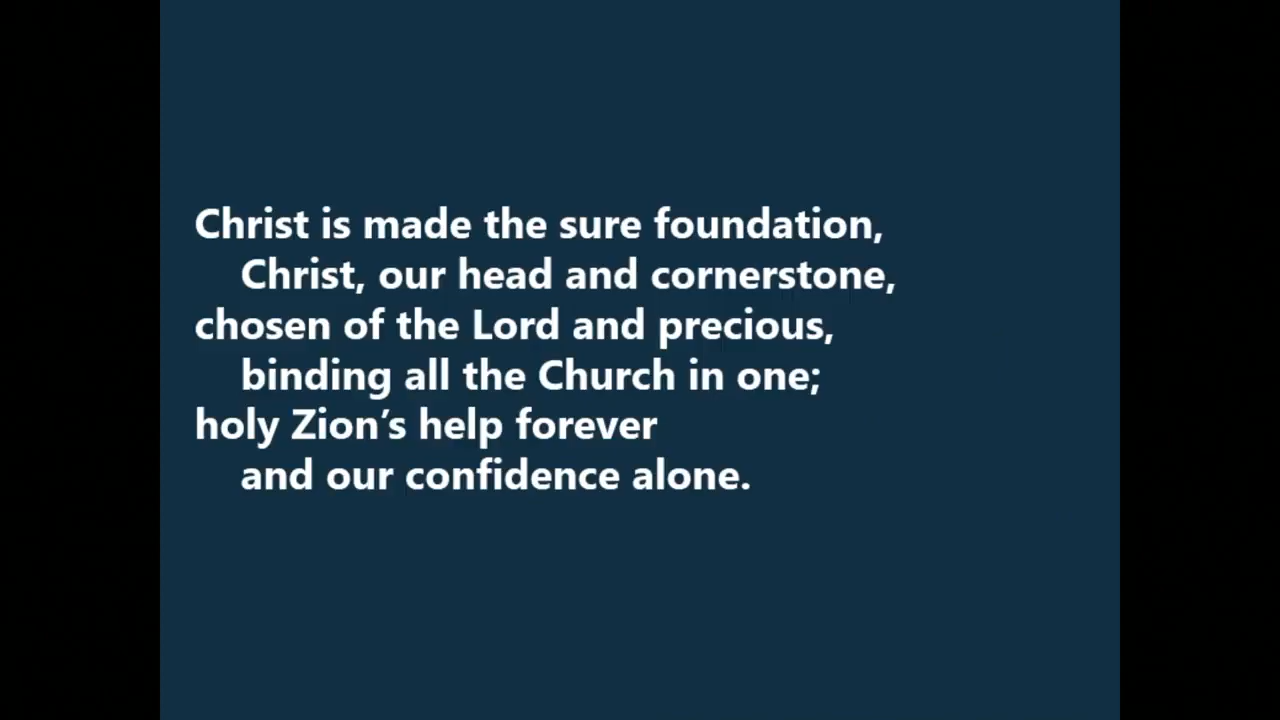 Christ is made the sure foundation,
Christ, our head and cornerstone,
chosen of the Lord and precious,
binding all the Church in one;
holy Zion’s help forever
and our confidence alone.